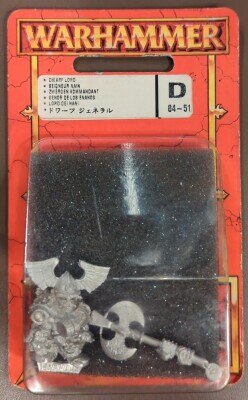 WARHAMMER
DWARF LORD
SEIGNEUR NAIN
ZWERGEN KOMMANDANT
SENOR DE LOS ENANOS
LORD DEI NANI
ドワーフ ジェネラル
D
84-51